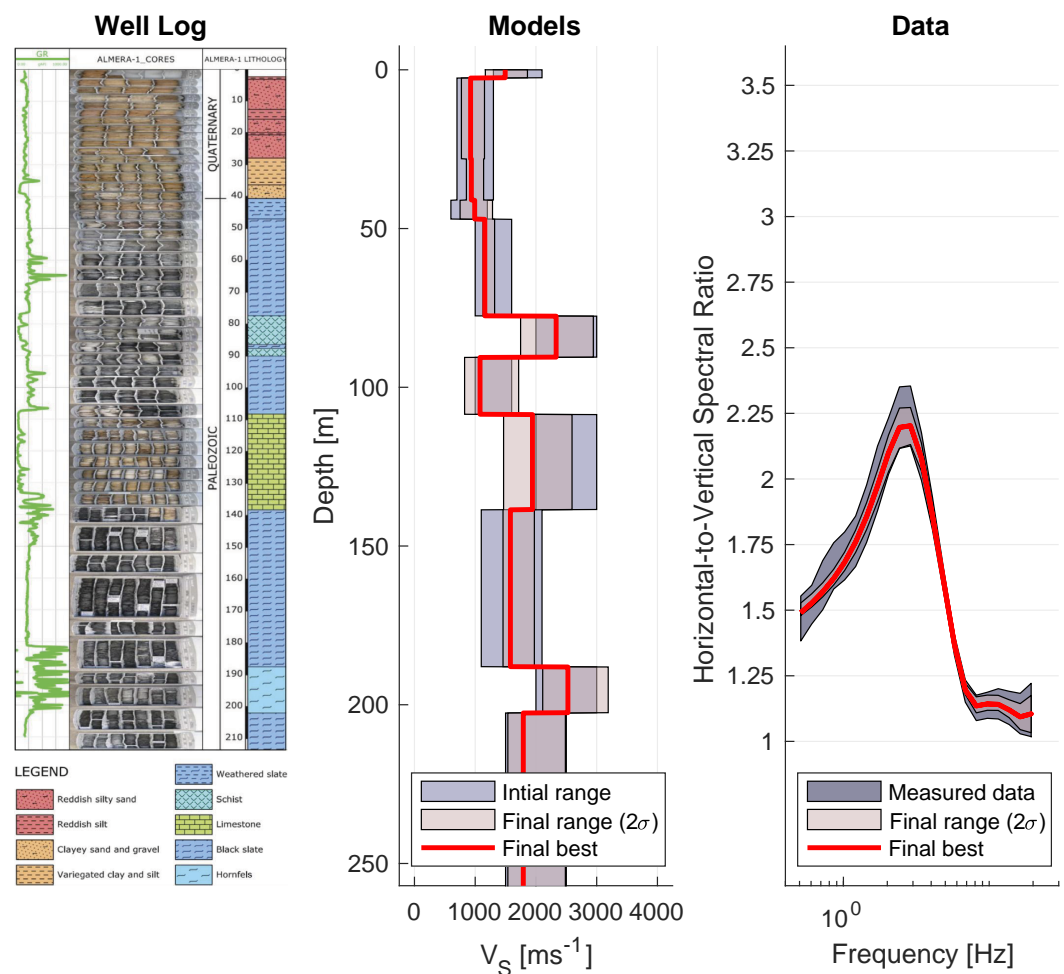 Well Log
Models
Data
GR
ALMERA-1_CORES
ALMERA-1 LITHOLOGY
QUATERNARY
PALEOZOIC
10
20
30
40
50
60
70
80
90
100
110
120
130
140
150
160
170
180
190
200
210
LEGEND
Reddish silty sand
Reddish silt
Clayey sand and gravel
Variegated clay and silt
Weathered slate
Schist
Limestone
Black slate
Hornfels
Depth [m]
0
50
100
150
200
250
Intial range
Final range (2σ)
Final best
0 1000 2000 3000 4000
V_S [ms^-1]
Horizontal-to-Vertical Spectral Ratio
3.5
3.25
3
2.75
2.5
2.25
2
1.75
1.5
1.25
1
Measured data
Final range (2σ)
Final best
10^0
Frequency [Hz]